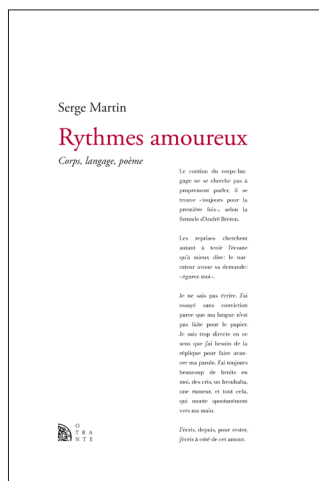 Serge Martin
Rythmes amoureux
Corps, langage, poème
Le continu du corps-lan-
gage ne se cherche pas à
proprement parler, il se
trouve «toujours pour la
première fois», selon la
formule d'André Breton.
Les reprises cherchent
autant à tenir l'écoute
qu'à mieux dire: le nar-
rateur avoue sa demande:
«égarez moi».
Je ne sais pas écrire. J'ai
essayé sans conviction
parce que ma langue n'est
pas faite pour le papier.
Je suis trop directe en ce
sens que j'ai besoin de la
réplique pour faire avan-
cer ma parole. J'ai toujours
beaucoup de bruits en
moi, des cris, un brouhaha,
une rumeur, et tout cela,
qui monte spontanément
vers ma main.
J'écris, depuis, pour rester,
j'écris à côté de cet amour.
O
T R A
N T E